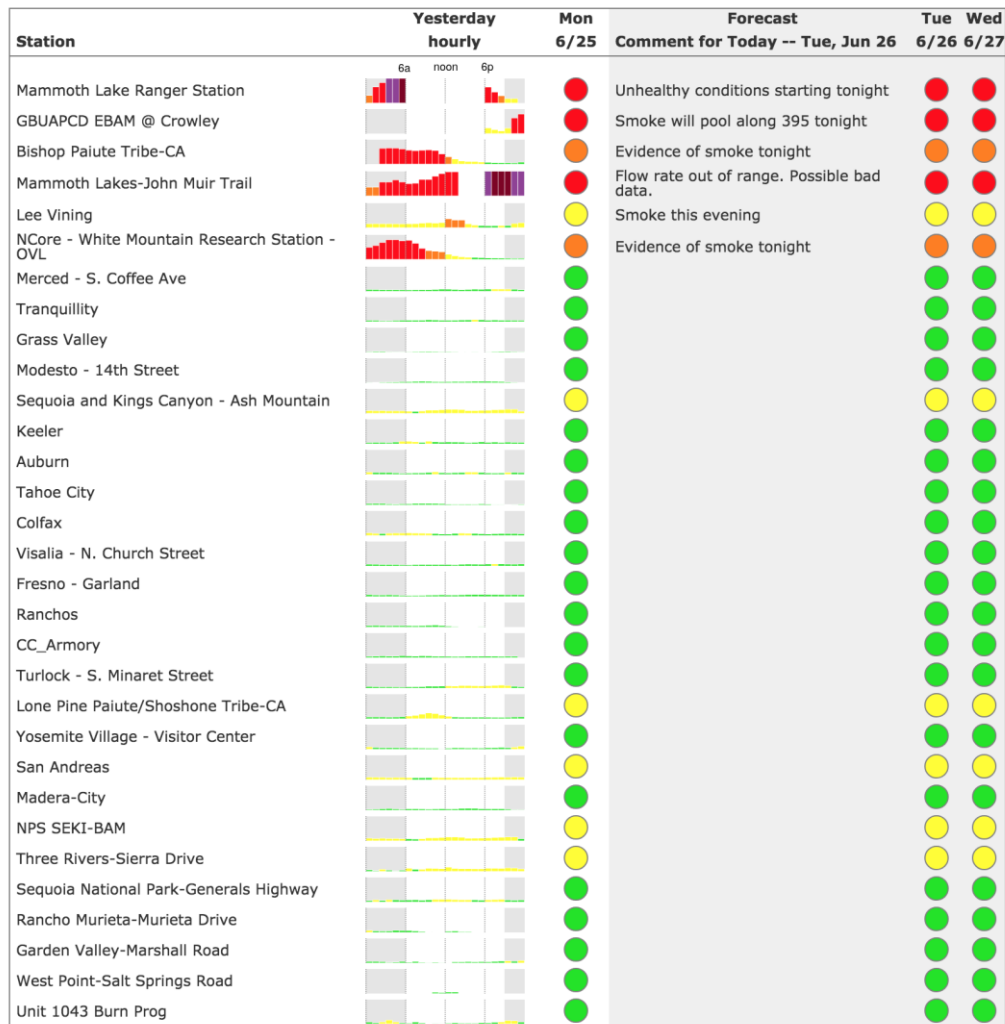 Yesterday Mon Forecast Tue Wed
Station hourly 6/25 Comment for Today -- Tue, Jun 26 6/26 6/27
6a noon 6p
Mammoth Lake Ranger Station Unhealthy conditions starting tonight
GBUAPCD EBAM @ Crowley Smoke will pool along 395 tonight
Bishop Paiute Tribe-CA Evidence of smoke tonight
Mammoth Lakes-John Muir Trail Flow rate out of range. Possible bad
data.
Lee Vining Smoke this evening
NCore - White Mountain Research Station -
OVL Evidence of smoke tonight
Merced - S. Coffee Ave
Tranquillity
Grass Valley
Modesto - 14th Street
Sequoia and Kings Canyon - Ash Mountain
Keeler
Auburn
Tahoe City
Colfax
Visalia - N. Church Street
Fresno - Garland
Ranchos
CC_Armory
Turlock - S. Minaret Street
Lone Pine Paiute/Shoshone Tribe-CA
Yosemite Village - Visitor Center
San Andreas
Madera-City
NPS SEKI-BAM
Three Rivers-Sierra Drive
Sequoia National Park-Generals Highway
Rancho Murieta-Murieta Drive
Garden Valley-Marshall Road
West Point-Salt Springs Road
Unit 1043 Burn Prog